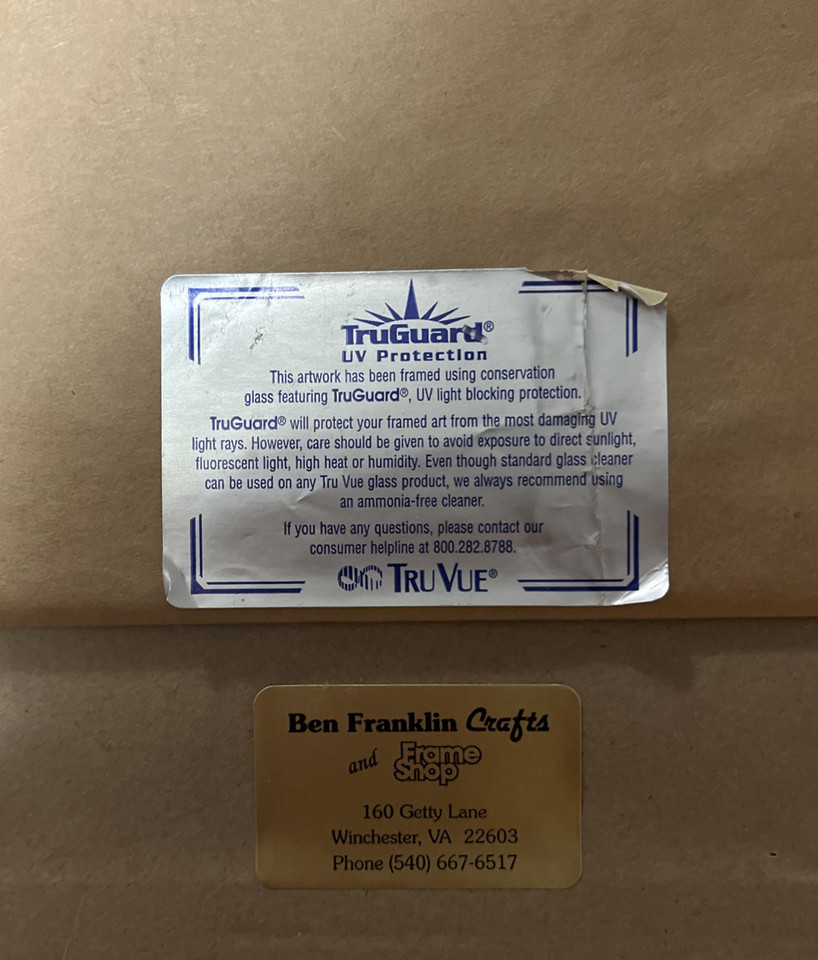 TruGuard®
UV Protection
This artwork has been framed using conservation
glass featuring TruGuard®, UV light blocking protection.
TruGuard® will protect your framed art from the most damaging UV
light rays. However, care should be given to avoid exposure to direct sunlight,
fluorescent light, high heat or humidity. Even though standard glass cleaner
can be used on any Tru Vue glass product, we always recommend using
an ammonia-free cleaner.
If you have any questions, please contact our
consumer helpline at 800.282.8788.
TRU VUE®
Ben Franklin Crafts
and Frame Shop
160 Getty Lane
Winchester, VA 22603
Phone (540) 667-6517